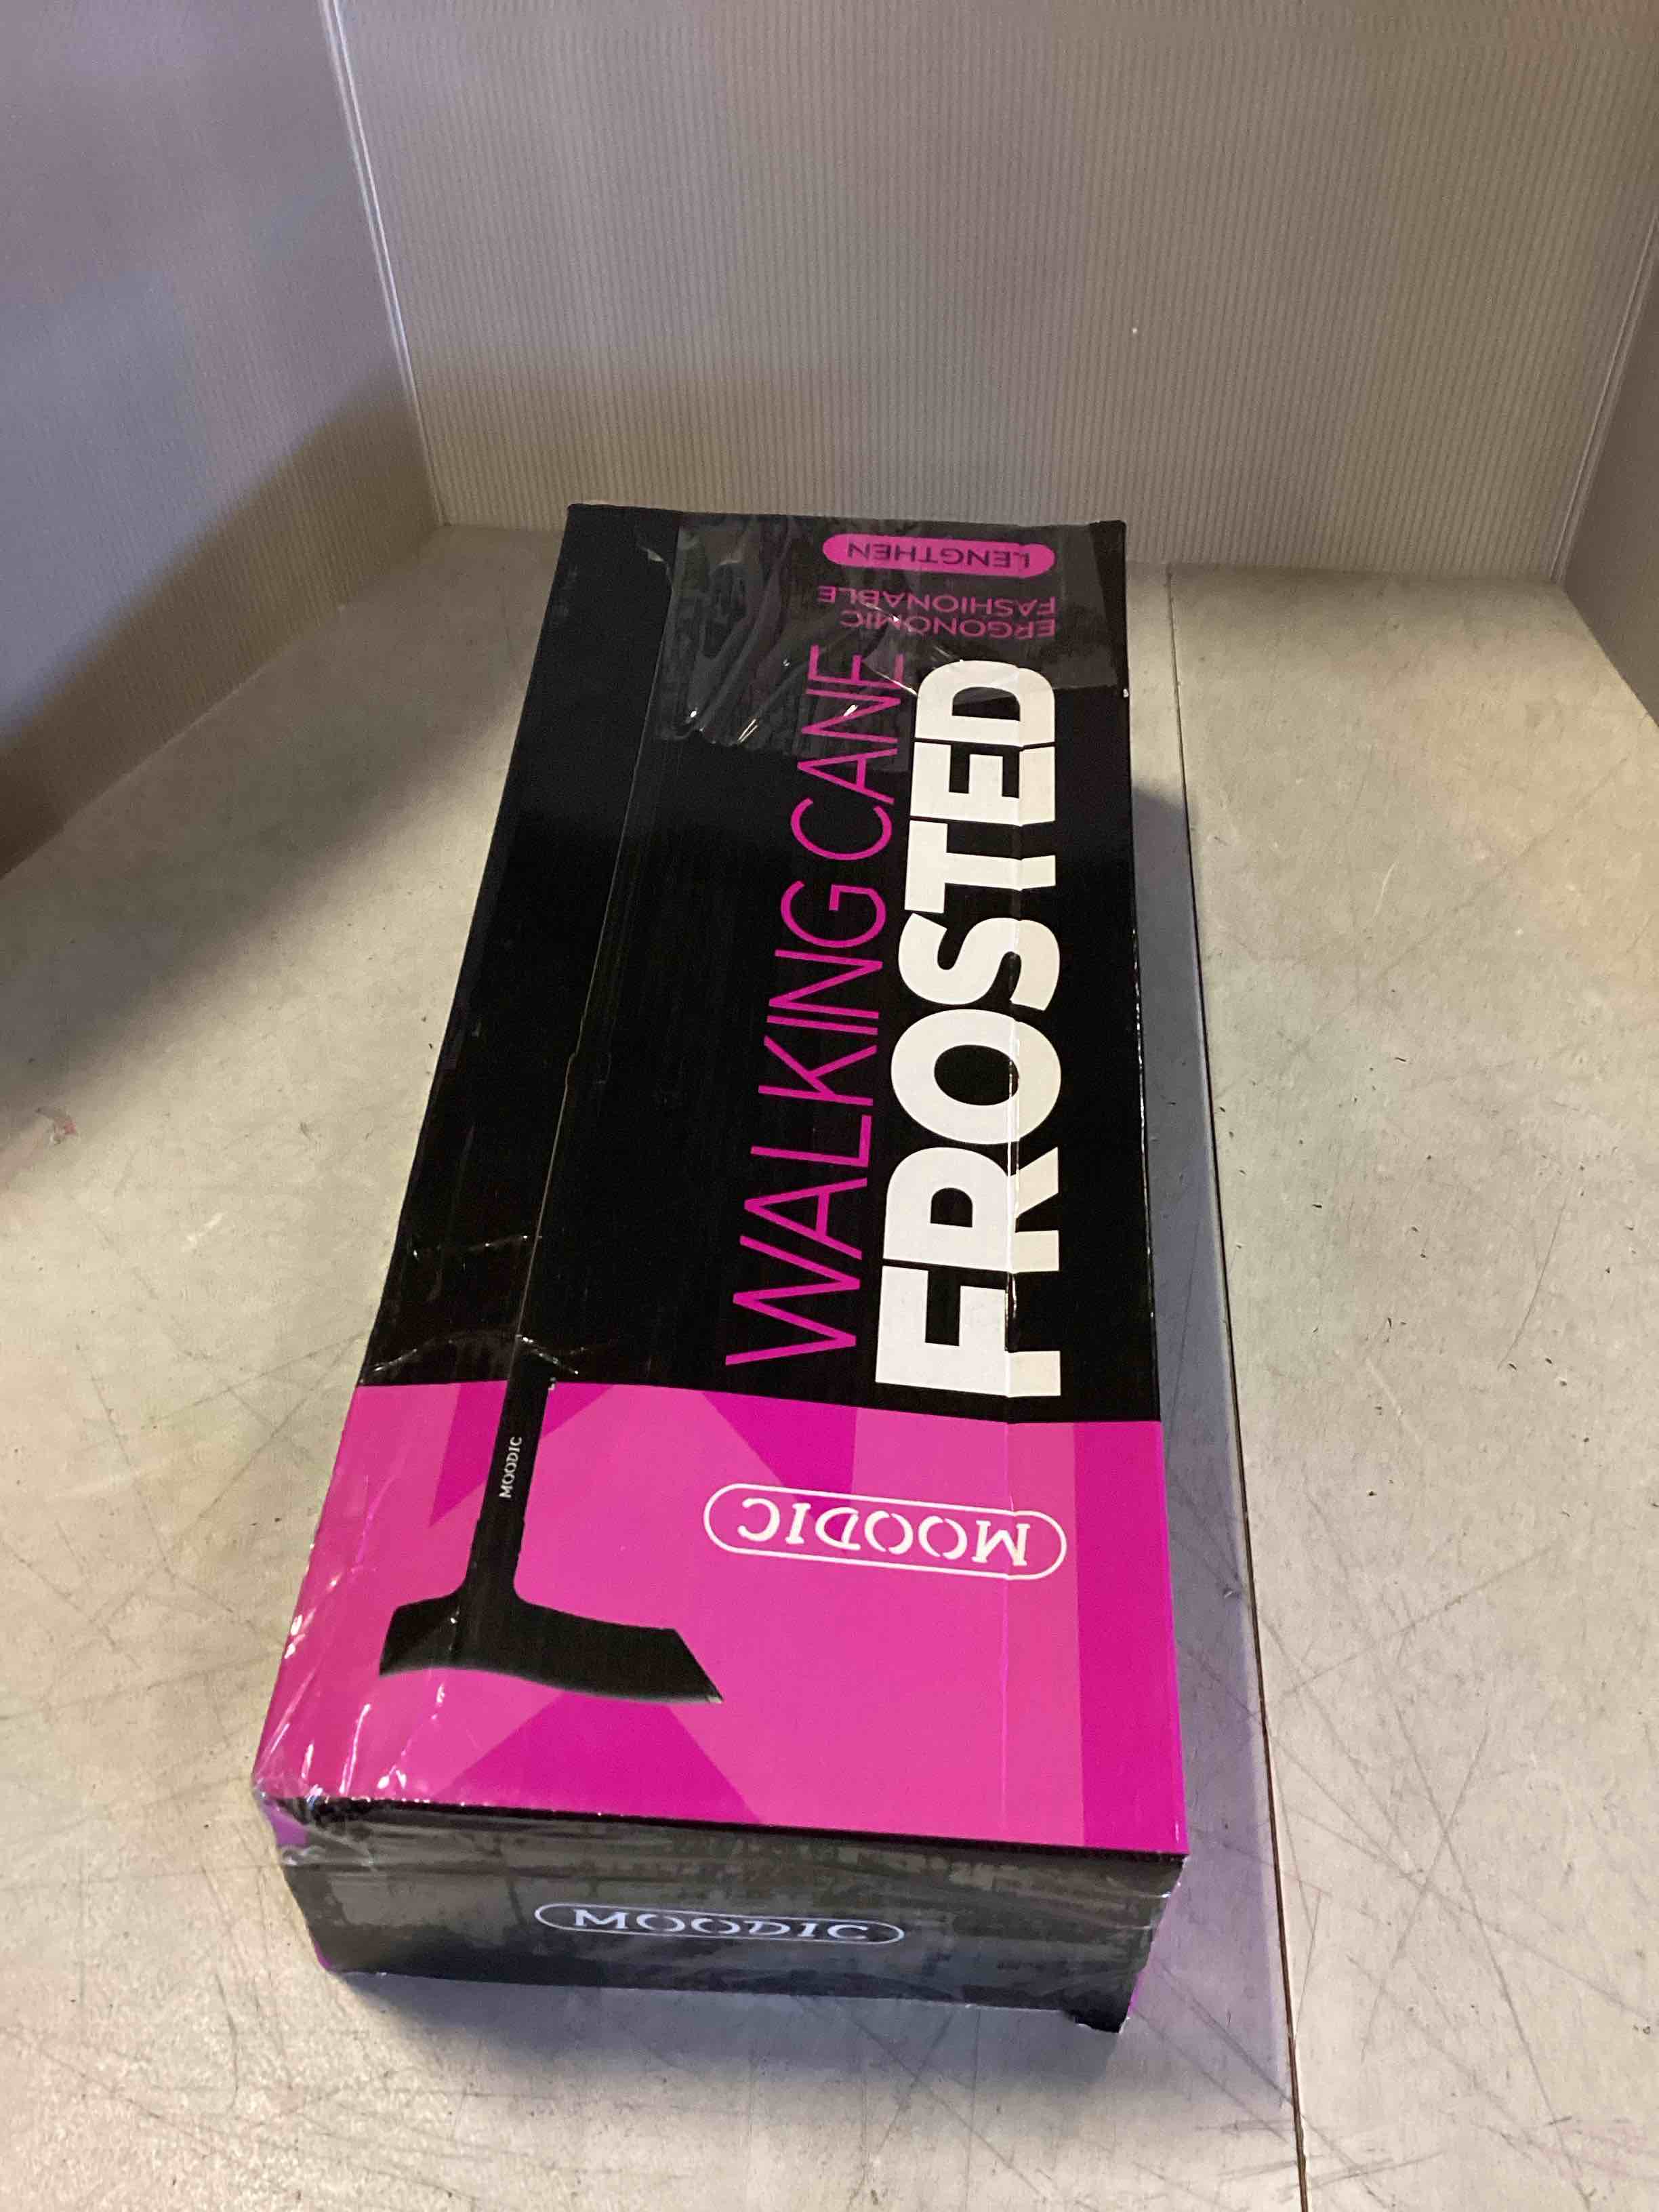 LENGTHEN
ERGONOMIC
FASHIONABLE
WALKING CANE
FROSTED
MOODIC
MOODIC
MOODIC